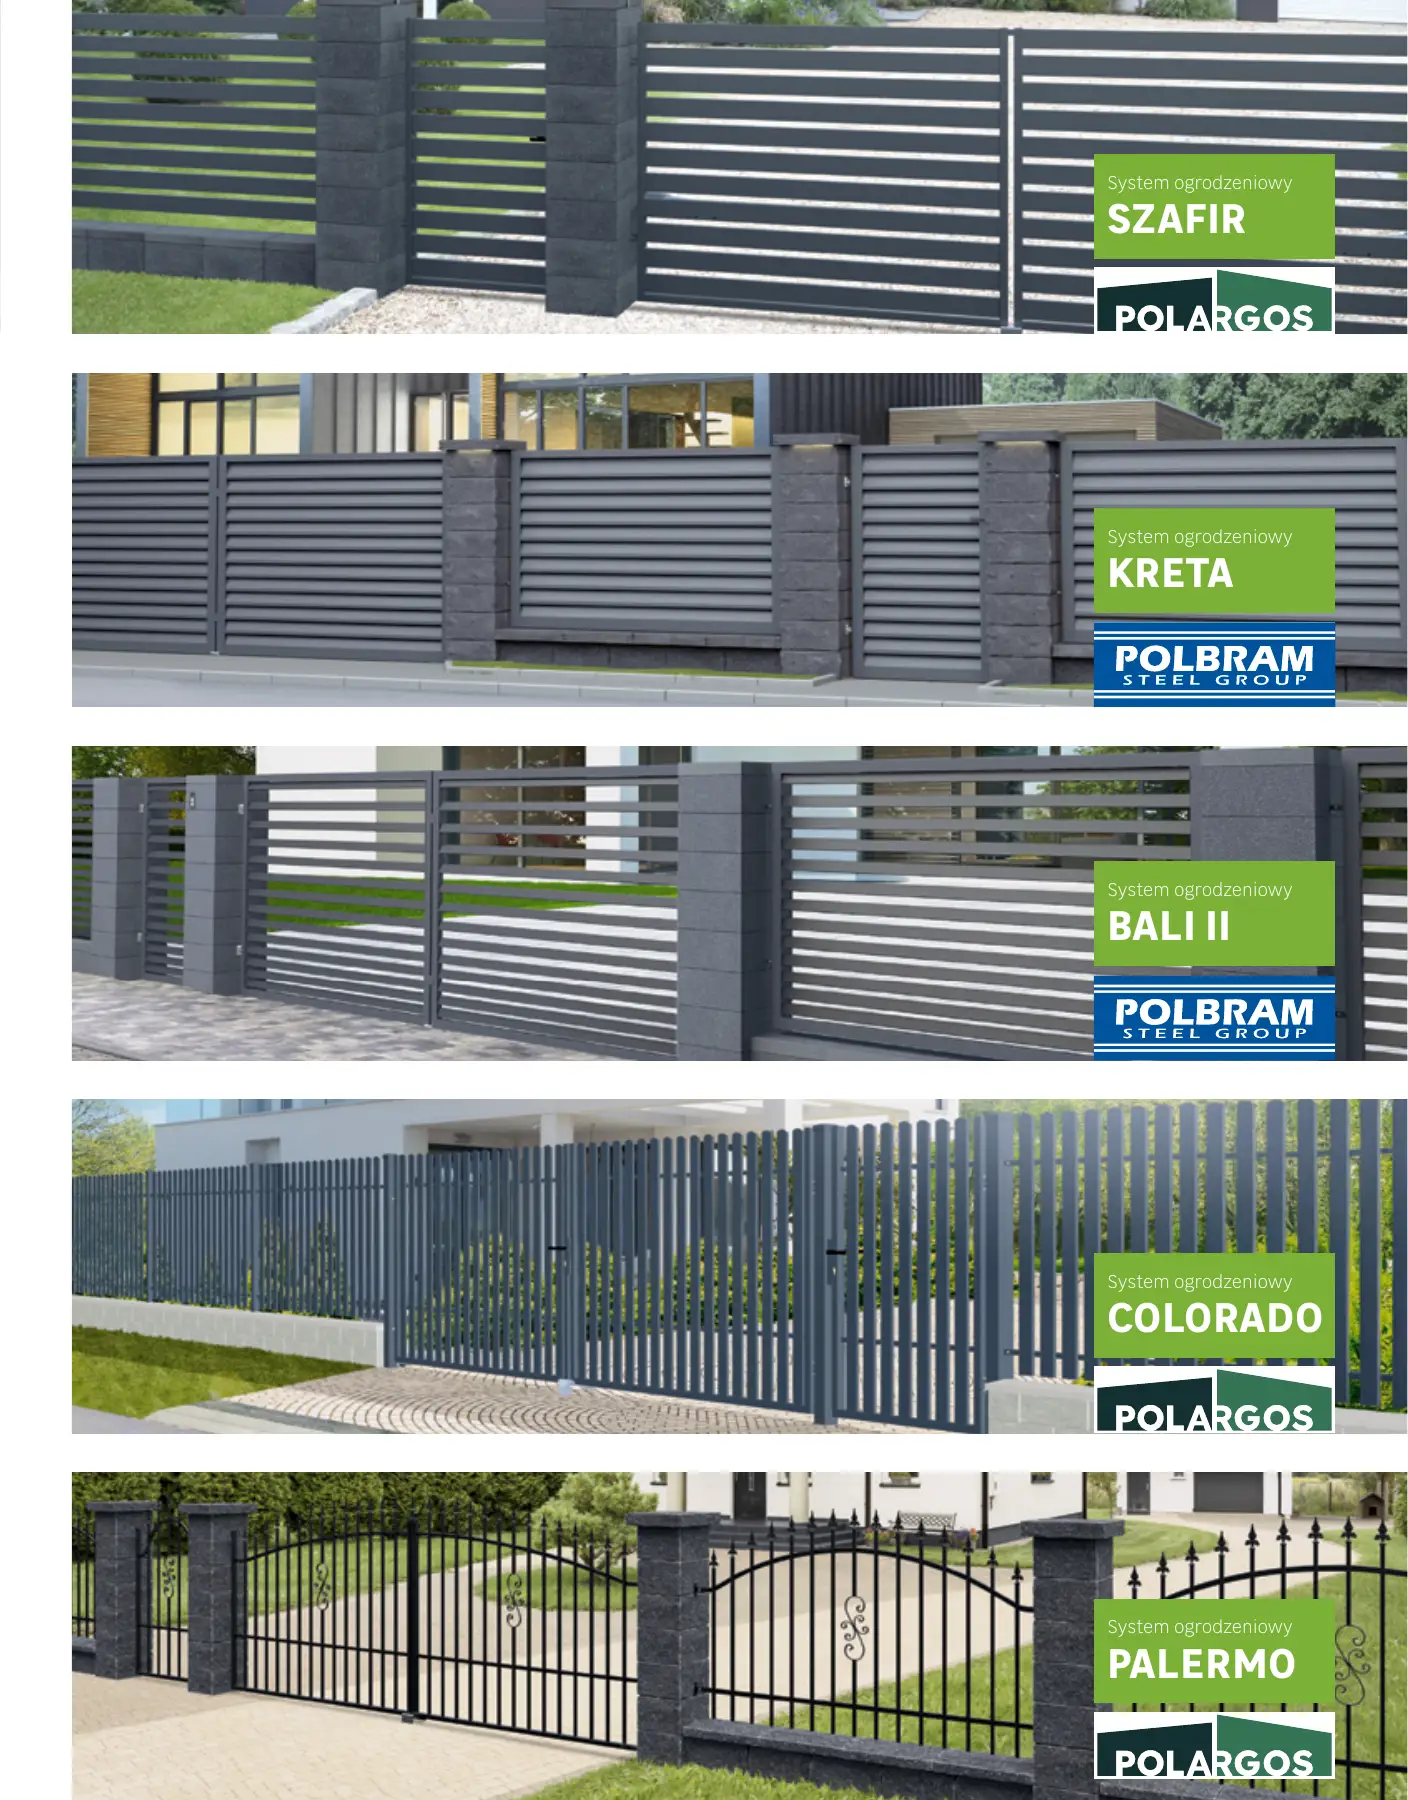 System ogrodzeniowy
SZAFIR
POLARGOS
System ogrodzeniowy
KRETA
POLBRAM
STEEL GROUP
System ogrodzeniowy
BALI II
POLBRAM
STEEL GROUP
System ogrodzeniowy
COLORADO
POLARGOS
System ogrodzeniowy
PALERMO
POLARGOS